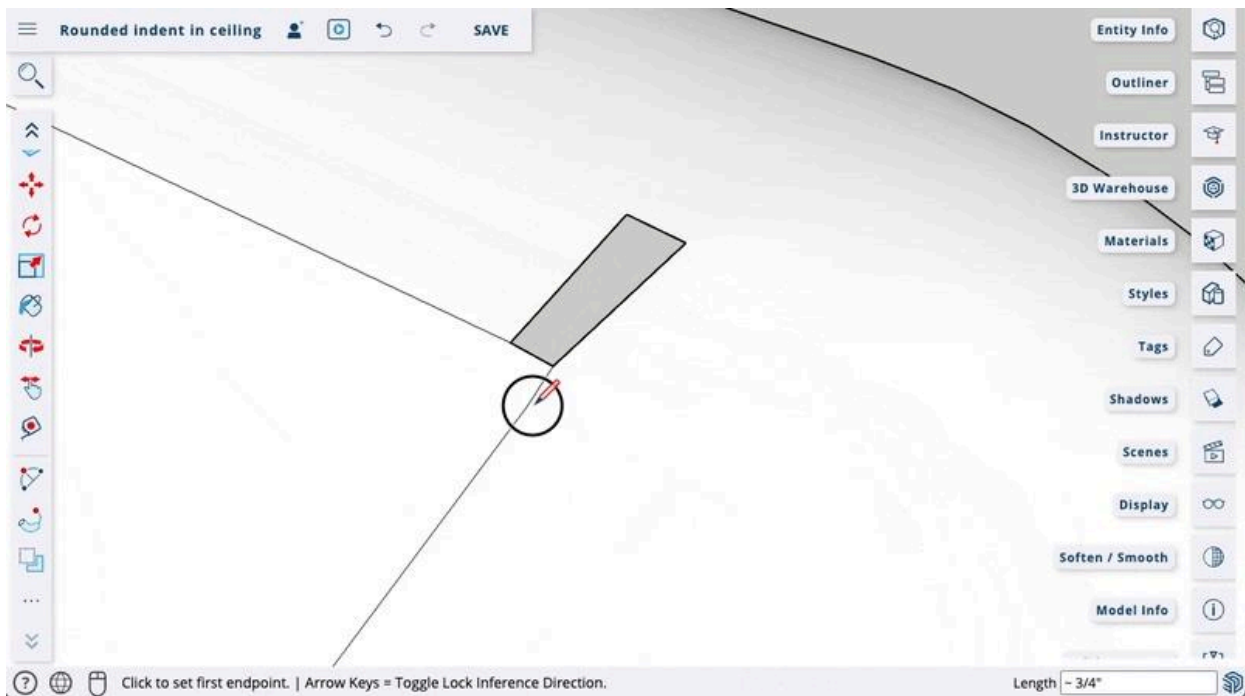 Rounded indent in ceiling
SAVE
Entity Info
Outliner
Instructor
3D Warehouse
Materials
Styles
Tags
Shadows
Scenes
Display
Soften / Smooth
Model Info
Click to set first endpoint. | Arrow Keys = Toggle Lock Inference Direction.
Length ~ 3/4"